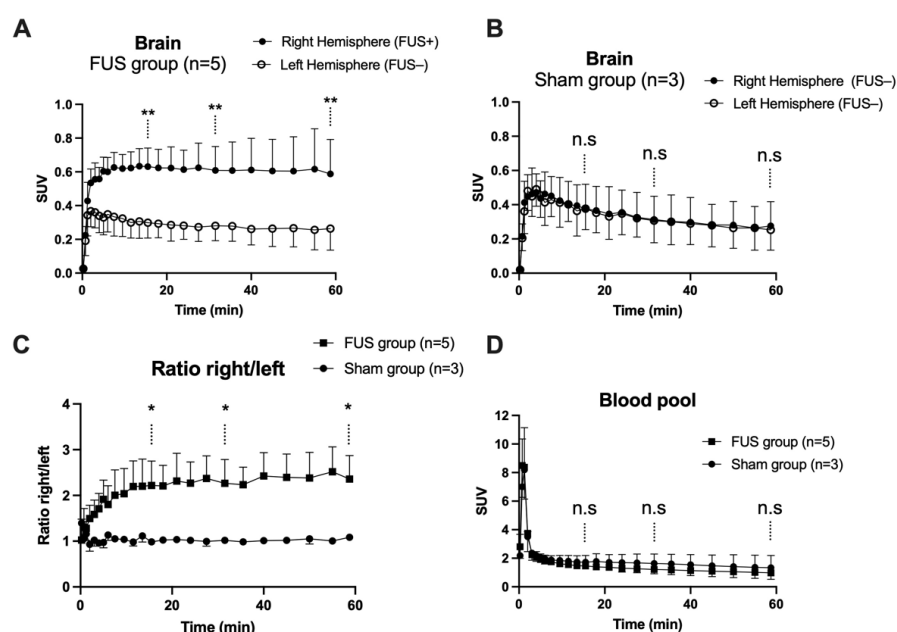 A
Brain
FUS group (n=5)
Right Hemisphere (FUS+)
Left Hemisphere (FUS–)
SUV
1.0
0.8
0.6
0.4
0.2
0.0
**
**
**
0
20
40
60
Time (min)
B
Brain
Sham group (n=3)
Right Hemisphere (FUS–)
Left Hemisphere (FUS–)
SUV
1.0
0.8
0.6
0.4
0.2
0.0
n.s
n.s
n.s
0
20
40
60
Time (min)
C
Ratio right/left
FUS group (n=5)
Sham group (n=3)
Ratio right/left
4
3
2
1
0
*
*
*
0
20
40
60
Time (min)
D
Blood pool
FUS group (n=5)
Sham group (n=3)
SUV
12
10
8
6
4
2
0
n.s
n.s
n.s
0
20
40
60
Time (min)